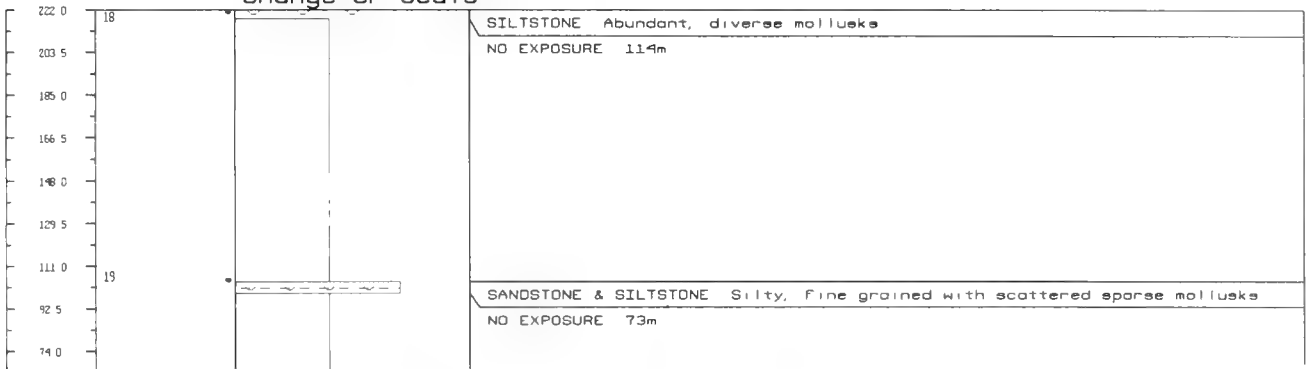 Change of Scale
222 0
18
SILTSTONE Abundant, diverse mollusks
203 5
NO EXPOSURE 114m
185 0
166 5
148 0
129 5
111 0
19
SANDSTONE & SILTSTONE Silty, fine grained with scattered sparse mollusks
92 5
NO EXPOSURE 73m
74 0